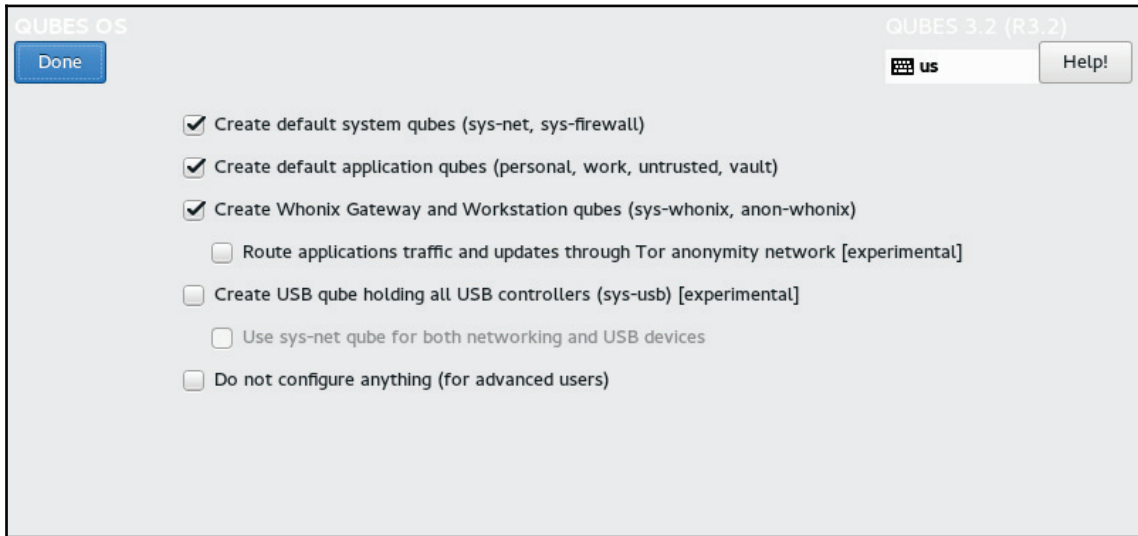 QUBES OS
QUBES 3.2 (R3.2)
Done
us
Help!
Create default system qubes (sys-net, sys-firewall)
Create default application qubes (personal, work, untrusted, vault)
Create Whonix Gateway and Workstation qubes (sys-whonix, anon-whonix)
Route applications traffic and updates through Tor anonymity network [experimental]
Create USB qube holding all USB controllers (sys-usb) [experimental]
Use sys-net qube for both networking and USB devices
Do not configure anything (for advanced users)